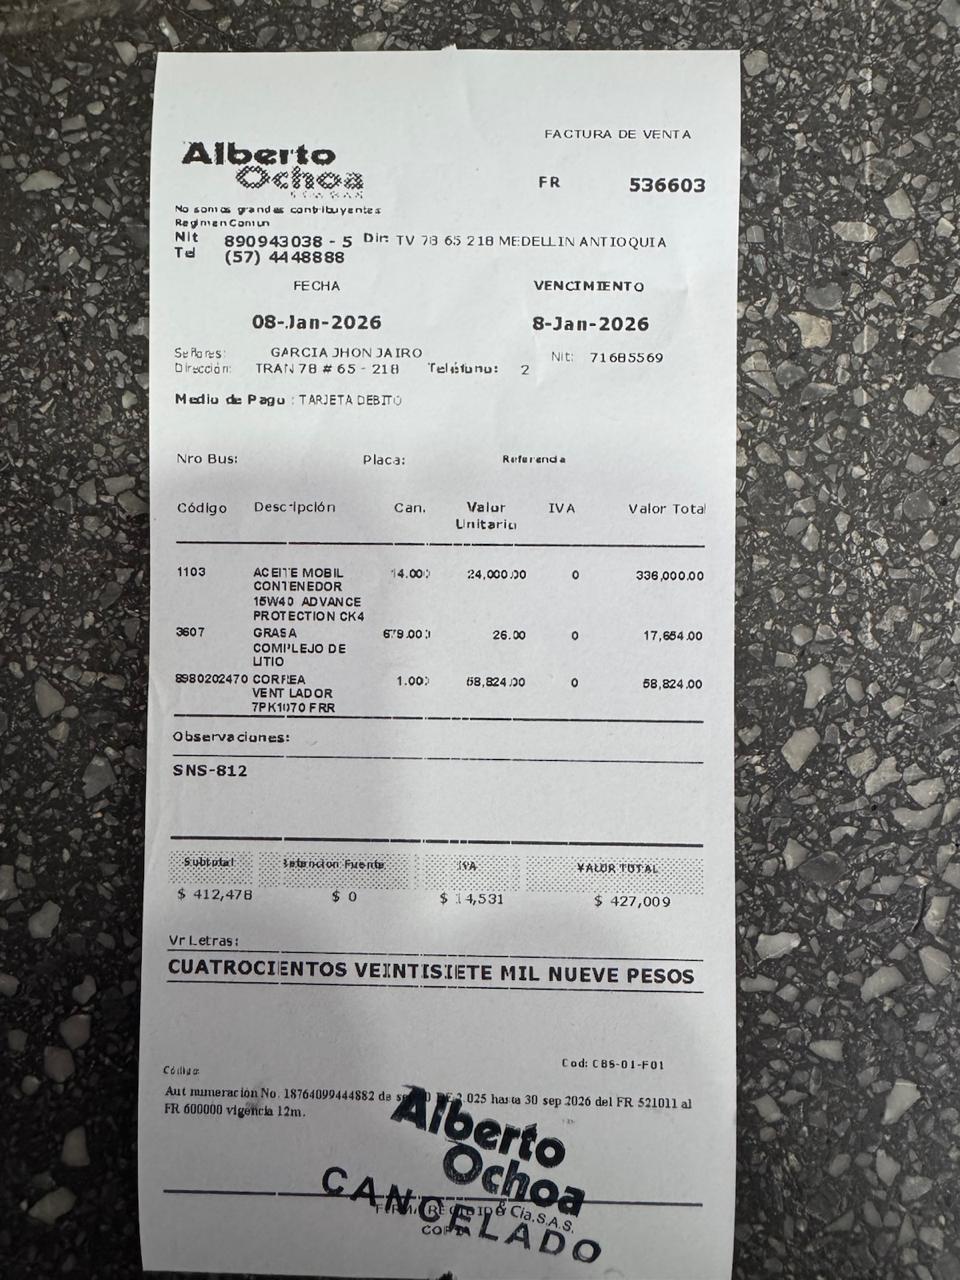 FACTURA DE VENTA
Alberto
Ochoa
FR 536603
No somos grandes contribuyentes
Regimen Comun
Nit 890943038 - 5 Dir: TV 78 65 218 MEDELLIN ANTIOQUIA
Tel (57) 4448888
FECHA VENCIMIENTO
08-Jan-2026 8-Jan-2026
Señores: GARCIA JHON JAIRO Nit: 71685569
Dirección: TRAN 78 # 65 - 218 Teléfono: 2
Medio de Pago : TARJETA DEBITO
Nro Bus: Placa: Referencia
Código Descripción Can. Valor Unitario IVA Valor Total
1103 ACEITE MOBIL 14.00 24,000.00 0 336,000.00
CONTENEDOR
15W40 ADVANCE
PROTECTION CK4
3607 GRASA 679.00 26.00 0 17,654.00
COMPLEJO DE
LITIO
8980202470 CORREA 1.00 58,824.00 0 58,824.00
VENTILADOR
7PK1070 FRR
Observaciones:
SNS-812
Subtotal Retencion Fuente IVA VALOR TOTAL
$ 412,478 $ 0 $ 14,531 $ 427,009
Vr Letras:
CUATROCIENTOS VEINTISIETE MIL NUEVE PESOS
Cod: CBS-01-F01
Código:
Aut numeración No. 18764099444882 de 2.025 hasta 30 sep 2026 del FR 521011 al
FR 600000 vigencia 12m.
Alberto
Ochoa
& Cia.S.A.S.
CANCELADO
COPIA